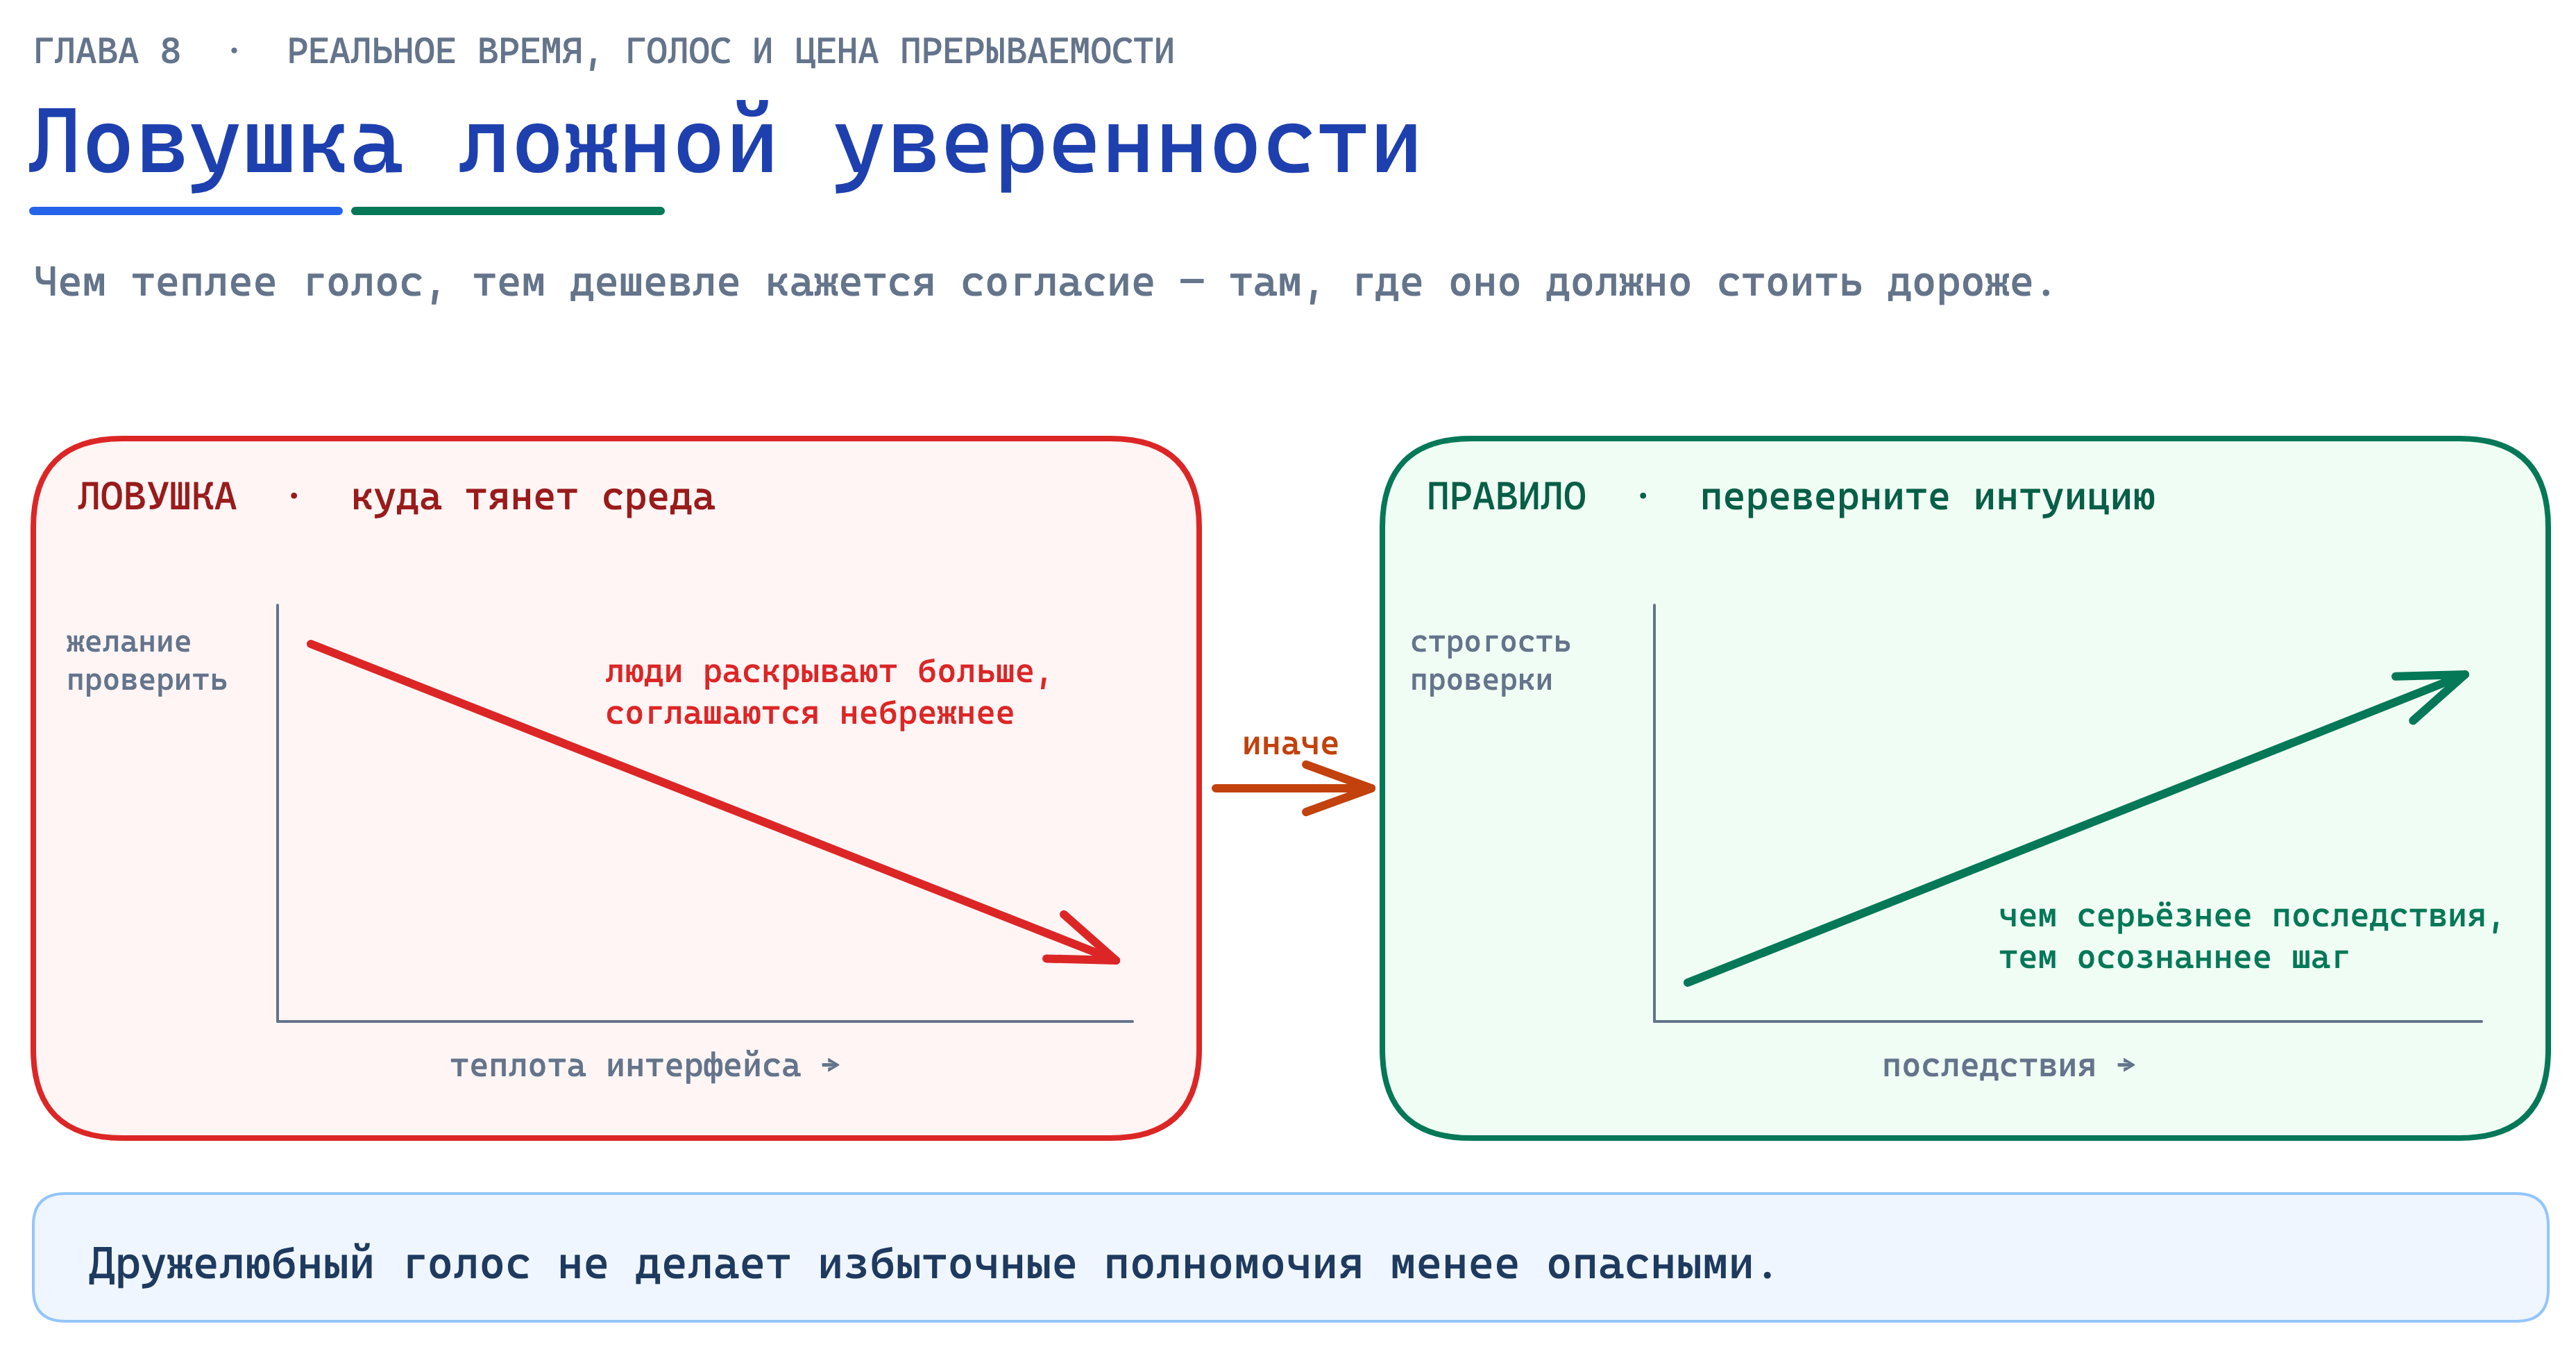 ГЛАВА 8 · РЕАЛЬНОЕ ВРЕМЯ, ГОЛОС И ЦЕНА ПРЕРЫВАЕМОСТИ
Ловушка ложной уверенности
Чем теплее голос, тем дешевле кажется согласие — там, где оно должно стоить дороже.
ЛОВУШКА · куда тянет среда
желание
проверить
люди раскрывают больше,
соглашаются небрежнее
теплота интерфейса →
иначе
ПРАВИЛО · переверните интуицию
строгость
проверки
чем серьёзнее последствия,
тем осознаннее шаг
последствия →
Дружелюбный голос не делает избыточные полномочия менее опасными.